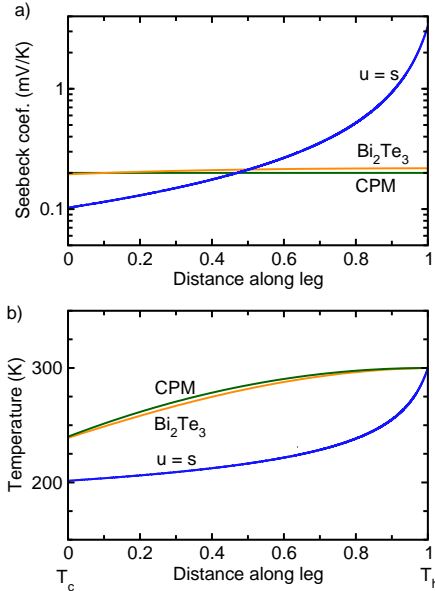 a)
Seebeck coef. (mV/K)
1
0.1
u = s
Bi₂Te₃
CPM
0 0.2 0.4 0.6 0.8 1
Distance along leg
b)
Temperature (K)
300
200
CPM
Bi₂Te₃
u = s
0 0.2 0.4 0.6 0.8 1
T_c Distance along leg T_h